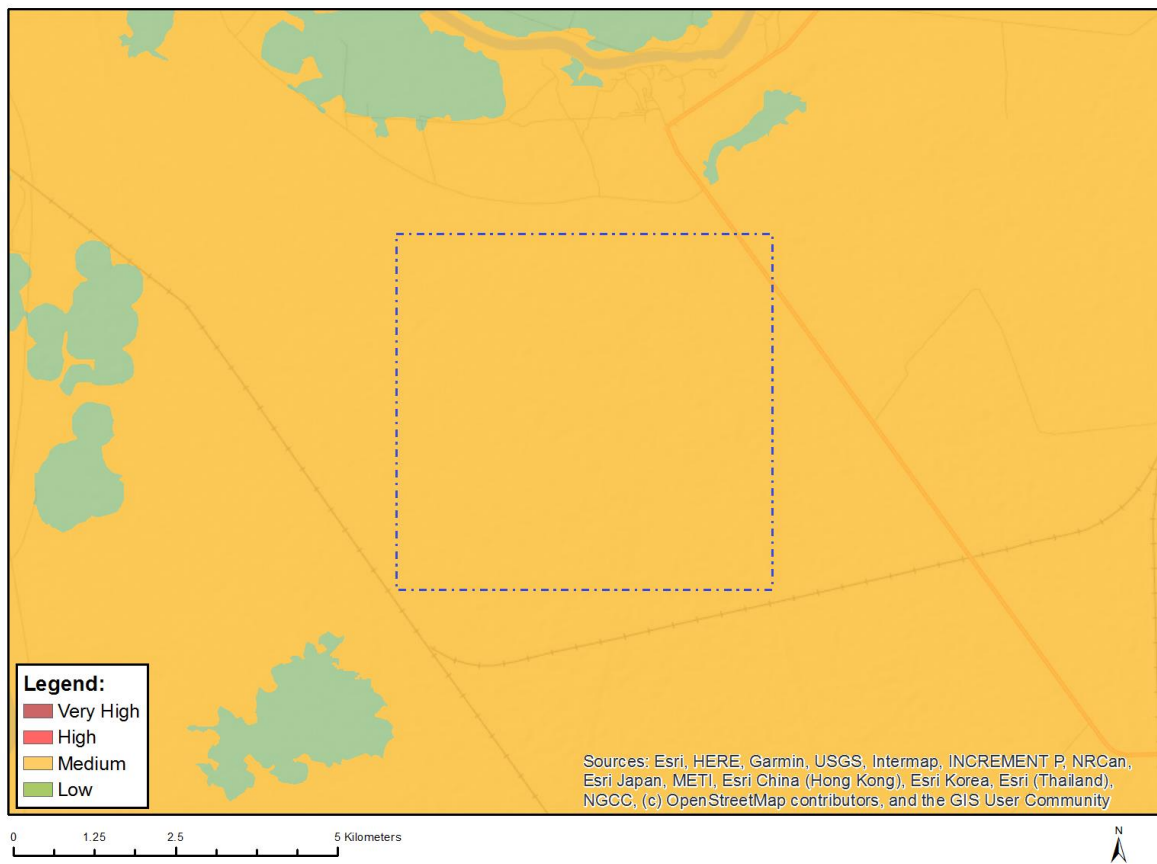 Legend:
Very High
High
Medium
Low
Sources: Esri, HERE, Garmin, USGS, Intermap, INCREMENT P, NRCan,
Esri Japan, METI, Esri China (Hong Kong), Esri Korea, Esri (Thailand),
NGCC, (c) OpenStreetMap contributors, and the GIS User Community
0 1.25 2.5 5 Kilometers
N